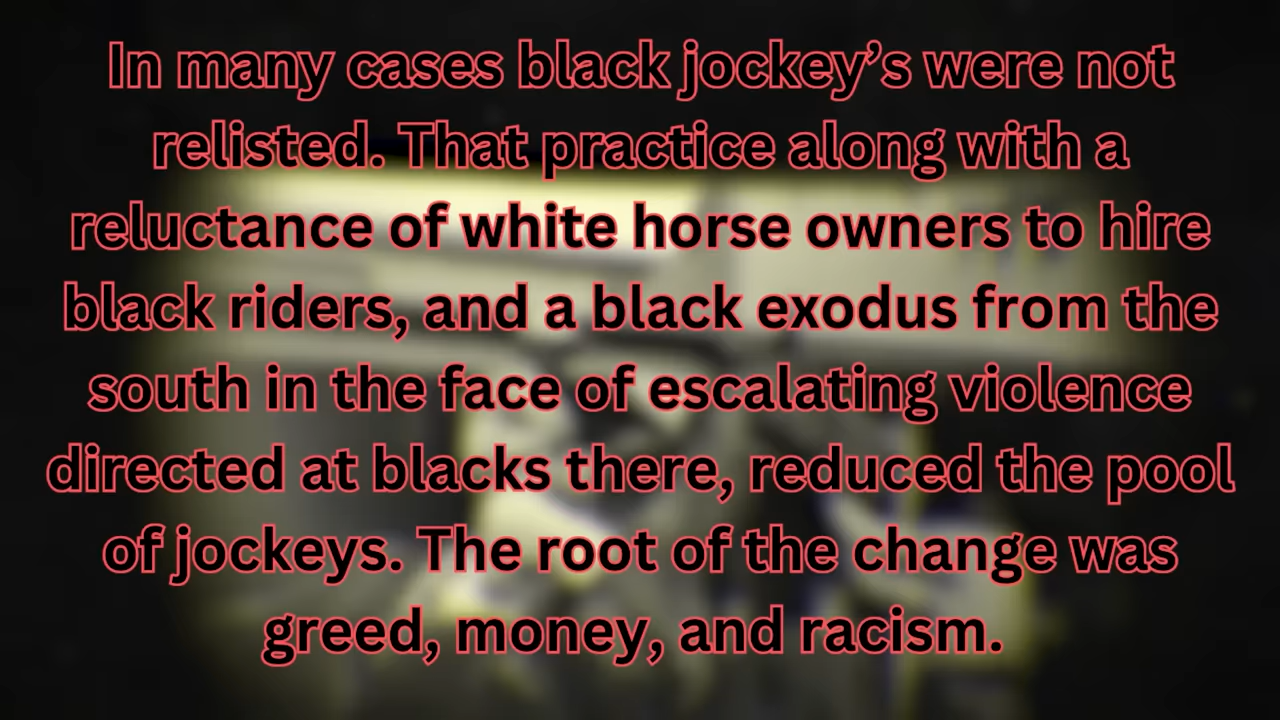 In many cases black jockey’s were not
relisted. That practice along with a
reluctance of white horse owners to hire
black riders, and a black exodus from the
south in the face of escalating violence
directed at blacks there, reduced the pool
of jockeys. The root of the change was
greed, money, and racism.